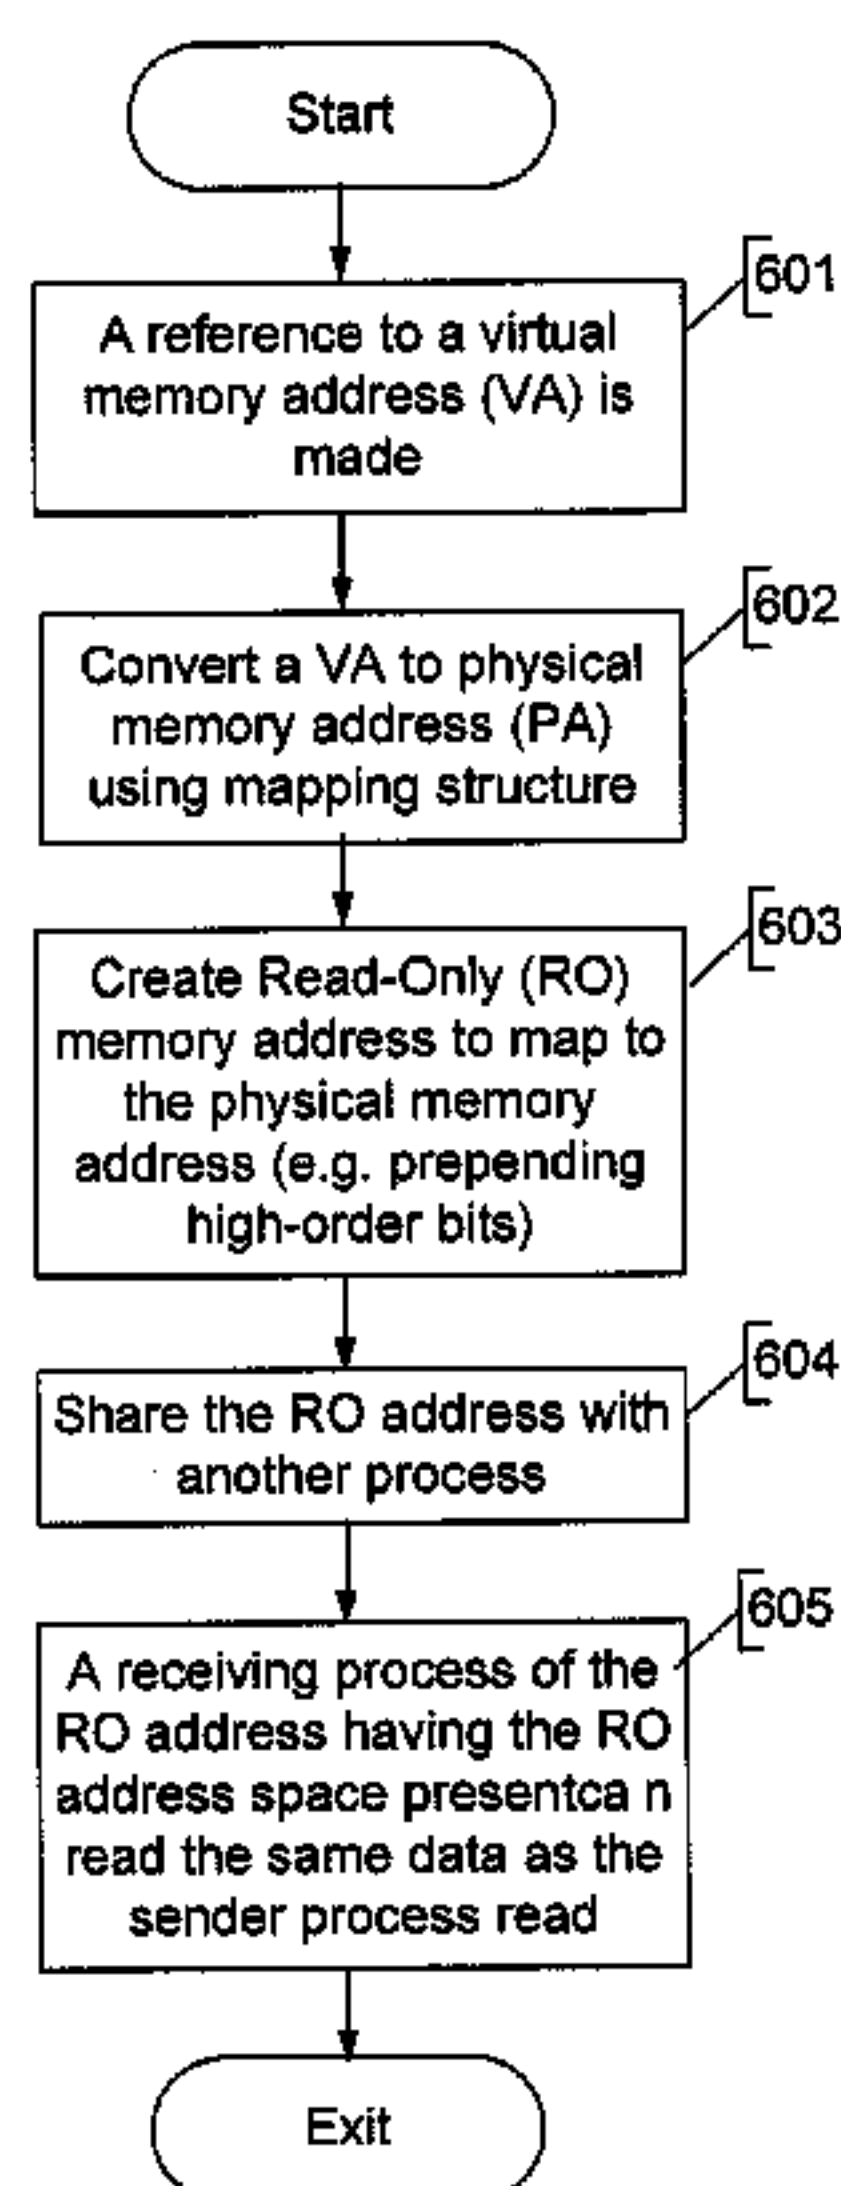 Start
601
A reference to a virtual
memory address (VA) is
made
602
Convert a VA to physical
memory address (PA)
using mapping structure
603
Create Read-Only (RO)
memory address to map to
the physical memory
address (e.g. prepending
high-order bits)
604
Share the RO address with
another process
605
A receiving process of the
RO address having the RO
address space presentca n
read the same data as the
sender process read
Exit